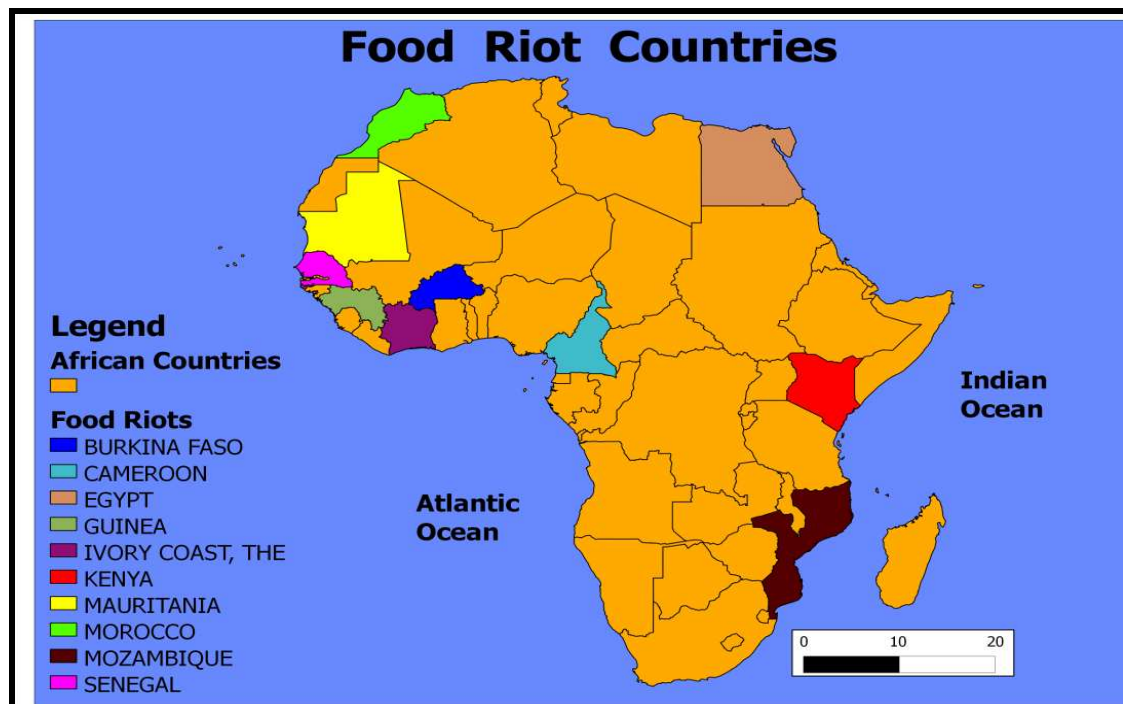 Food Riot Countries
Legend
African Countries
Food Riots
BURKINA FASO
CAMEROON
EGYPT
GUINEA
IVORY COAST, THE
KENYA
MAURITANIA
MOROCCO
MOZAMBIQUE
SENEGAL
Atlantic
Ocean
Indian
Ocean
0 10 20